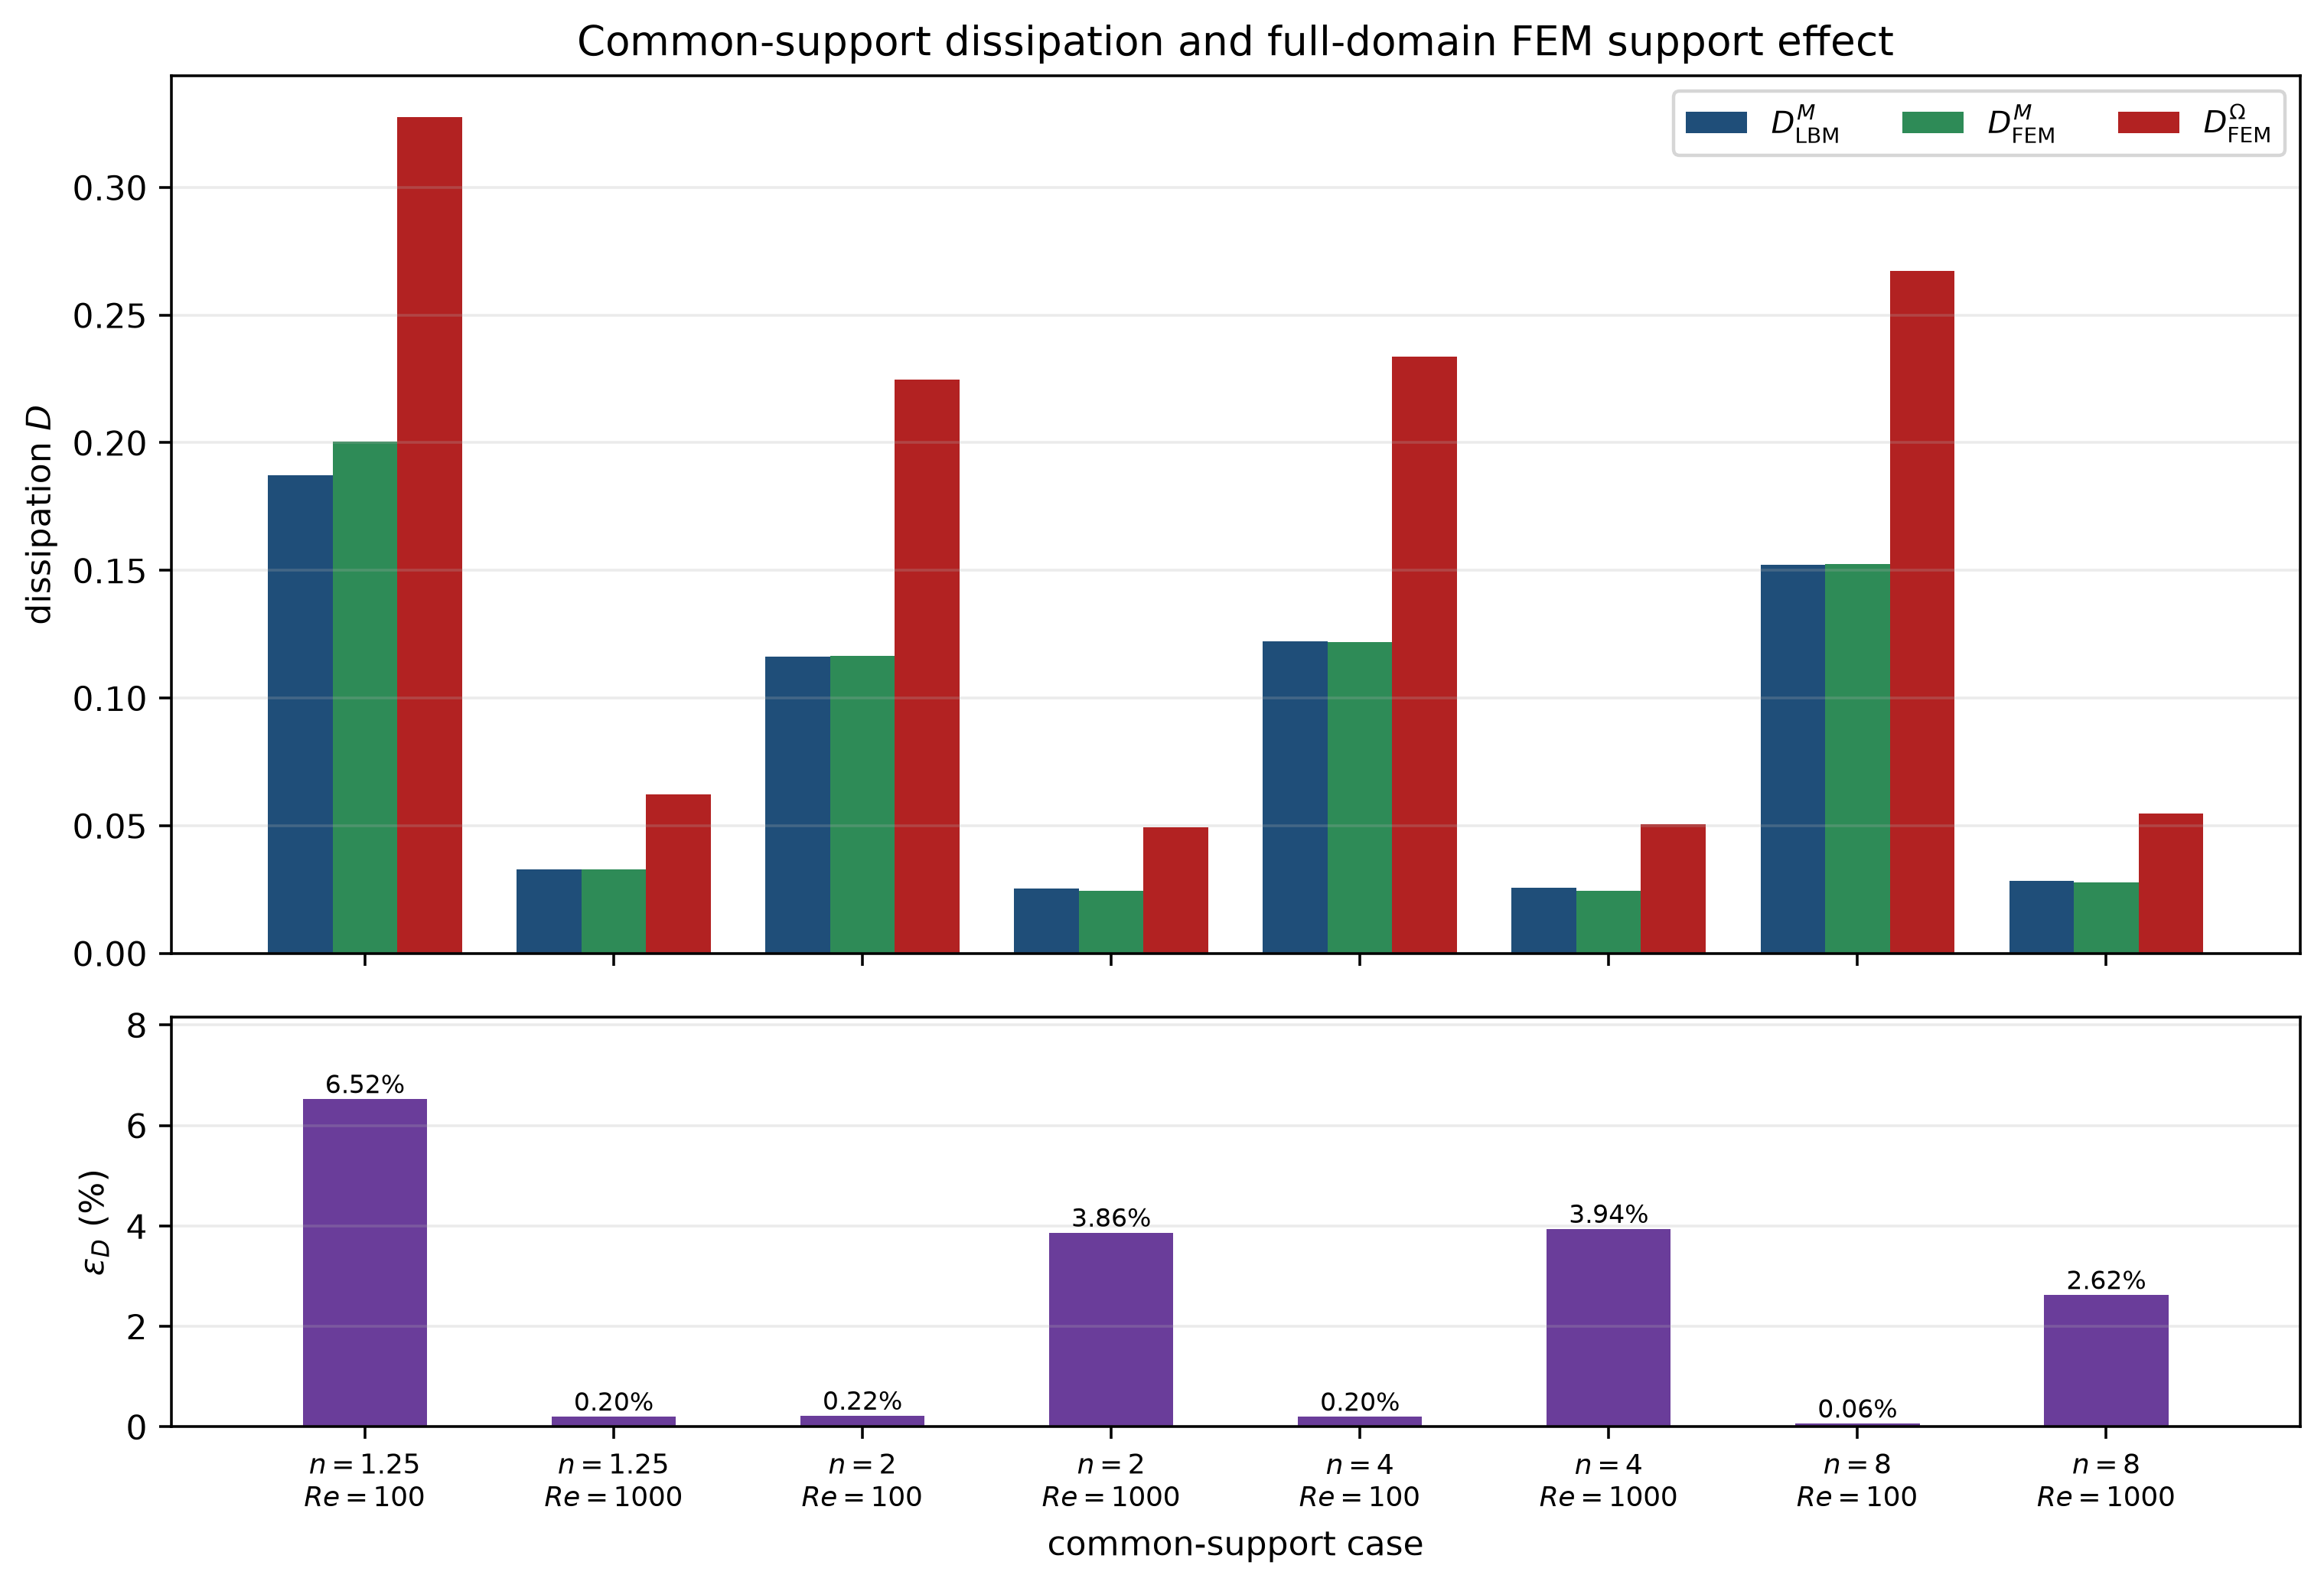 Common-support dissipation and full-domain FEM support effect
D^M_LBM D^M_FEM D^Ω_FEM
dissipation D
0.30
0.25
0.20
0.15
0.10
0.05
0.00
ε_D (%)
8
6
4
2
0
6.52%
0.20%
0.22%
3.86%
0.20%
3.94%
0.06%
2.62%
n = 1.25 n = 1.25 n = 2 n = 2 n = 4 n = 4 n = 8 n = 8
Re = 100 Re = 1000 Re = 100 Re = 1000 Re = 100 Re = 1000 Re = 100 Re = 1000
common-support case